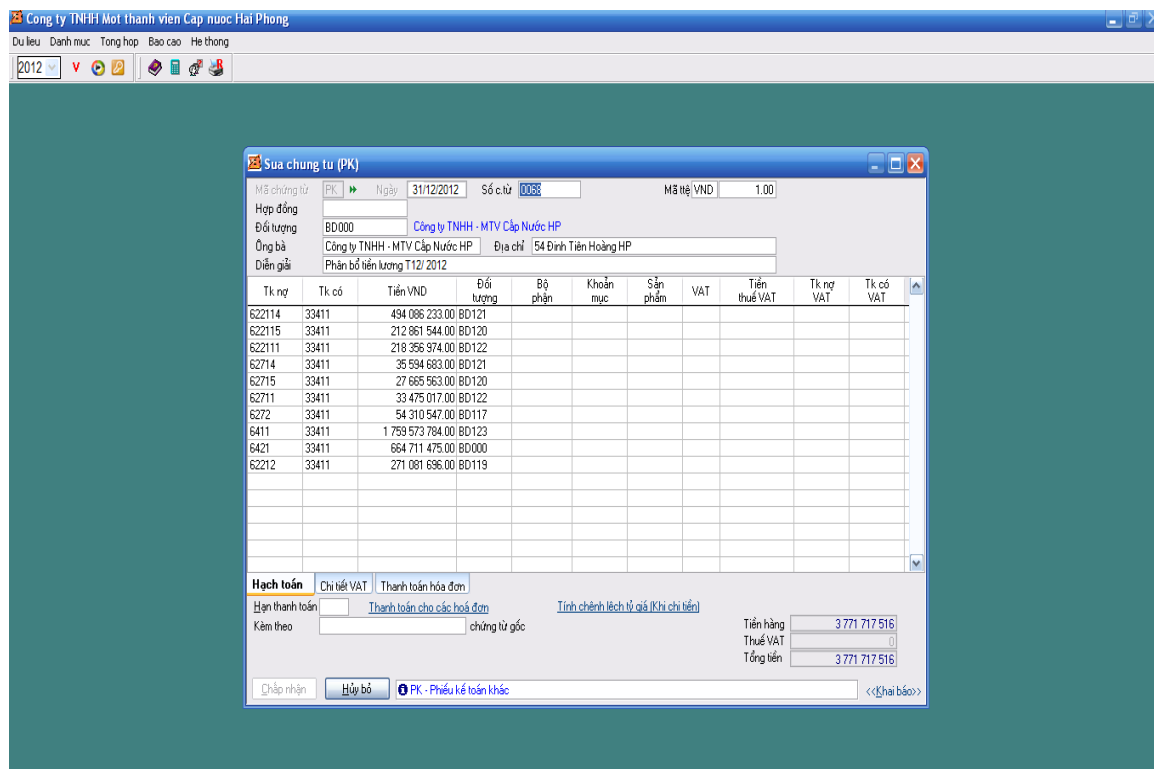 Cong ty TNHH Mot thanh vien Cap nuoc Hai Phong
Du lieu Danh muc Tong hop Bao cao He thong
2012 V
Sua chung tu (PK)
Mã chứng từ PK Ngày 31/12/2012 Số c.từ 0068 Mã ttệ VND 1.00
Hợp đồng
Đối tượng BD000 Công ty TNHH - MTV Cấp Nước HP
Ông bà Công ty TNHH - MTV Cấp Nước HP Địa chỉ 54 Đinh Tiên Hoàng HP
Diễn giải Phân bổ tiền lương T12/ 2012
Tk nợ Tk có Tiền VND Đối tượng Bộ phận Khoản mục Sản phẩm VAT Tiền thuế VAT Tk nợ VAT Tk có VAT
622114 33411 494 086 233.00 BD121
622115 33411 212 861 544.00 BD120
622111 33411 218 356 974.00 BD122
62714 33411 35 594 683.00 BD121
62715 33411 27 665 563.00 BD120
62711 33411 33 475 017.00 BD122
6272 33411 54 310 547.00 BD117
6411 33411 1 759 573 784.00 BD123
6421 33411 664 711 475.00 BD000
62212 33411 271 081 696.00 BD119
Hạch toán Chi tiết VAT Thanh toán hóa đơn
Hạn thanh toán Thanh toán cho các hoá đơn Tính chênh lệch tỷ giá (Khi chi tiền)
Kèm theo chứng từ gốc Tiền hàng 3 771 717 516
Thuế VAT 0
Tổng tiền 3 771 717 516
Chấp nhận Hủy bỏ PK - Phiếu kế toán khác <<Khai báo>>